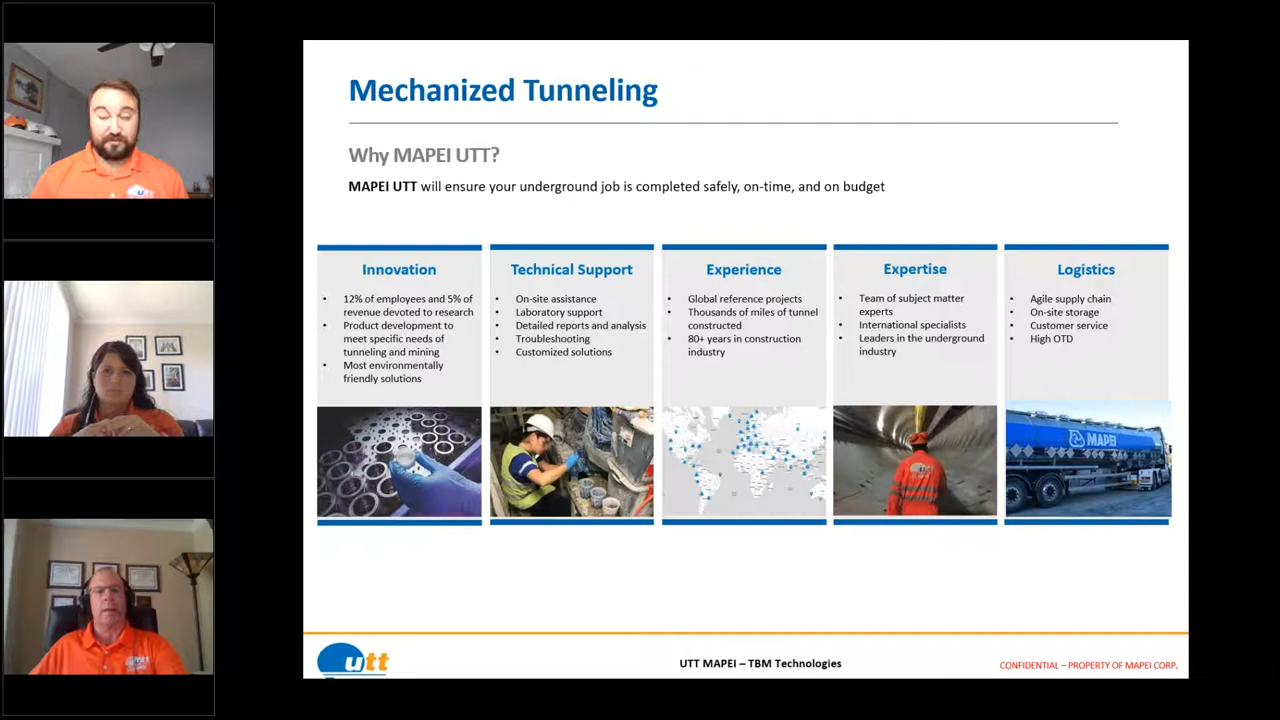 Mechanized Tunneling
Why MAPEI UTT?
MAPEI UTT will ensure your underground job is completed safely, on-time, and on budget
Innovation
• 12% of employees and 5% of
revenue devoted to research
• Product development to
meet specific needs of
tunneling and mining
• Most environmentally
friendly solutions
Technical Support
• On-site assistance
• Laboratory support
• Detailed reports and analysis
• Troubleshooting
• Customized solutions
Experience
• Global reference projects
• Thousands of miles of tunnel
constructed
• 80+ years in construction
industry
Expertise
• Team of subject matter
experts
• International specialists
• Leaders in the underground
industry
Logistics
• Agile supply chain
• On-site storage
• Customer service
• High OTD
MAPEI
utt
UTT MAPEI – TBM Technologies
CONFIDENTIAL – PROPERTY OF MAPEI CORP.